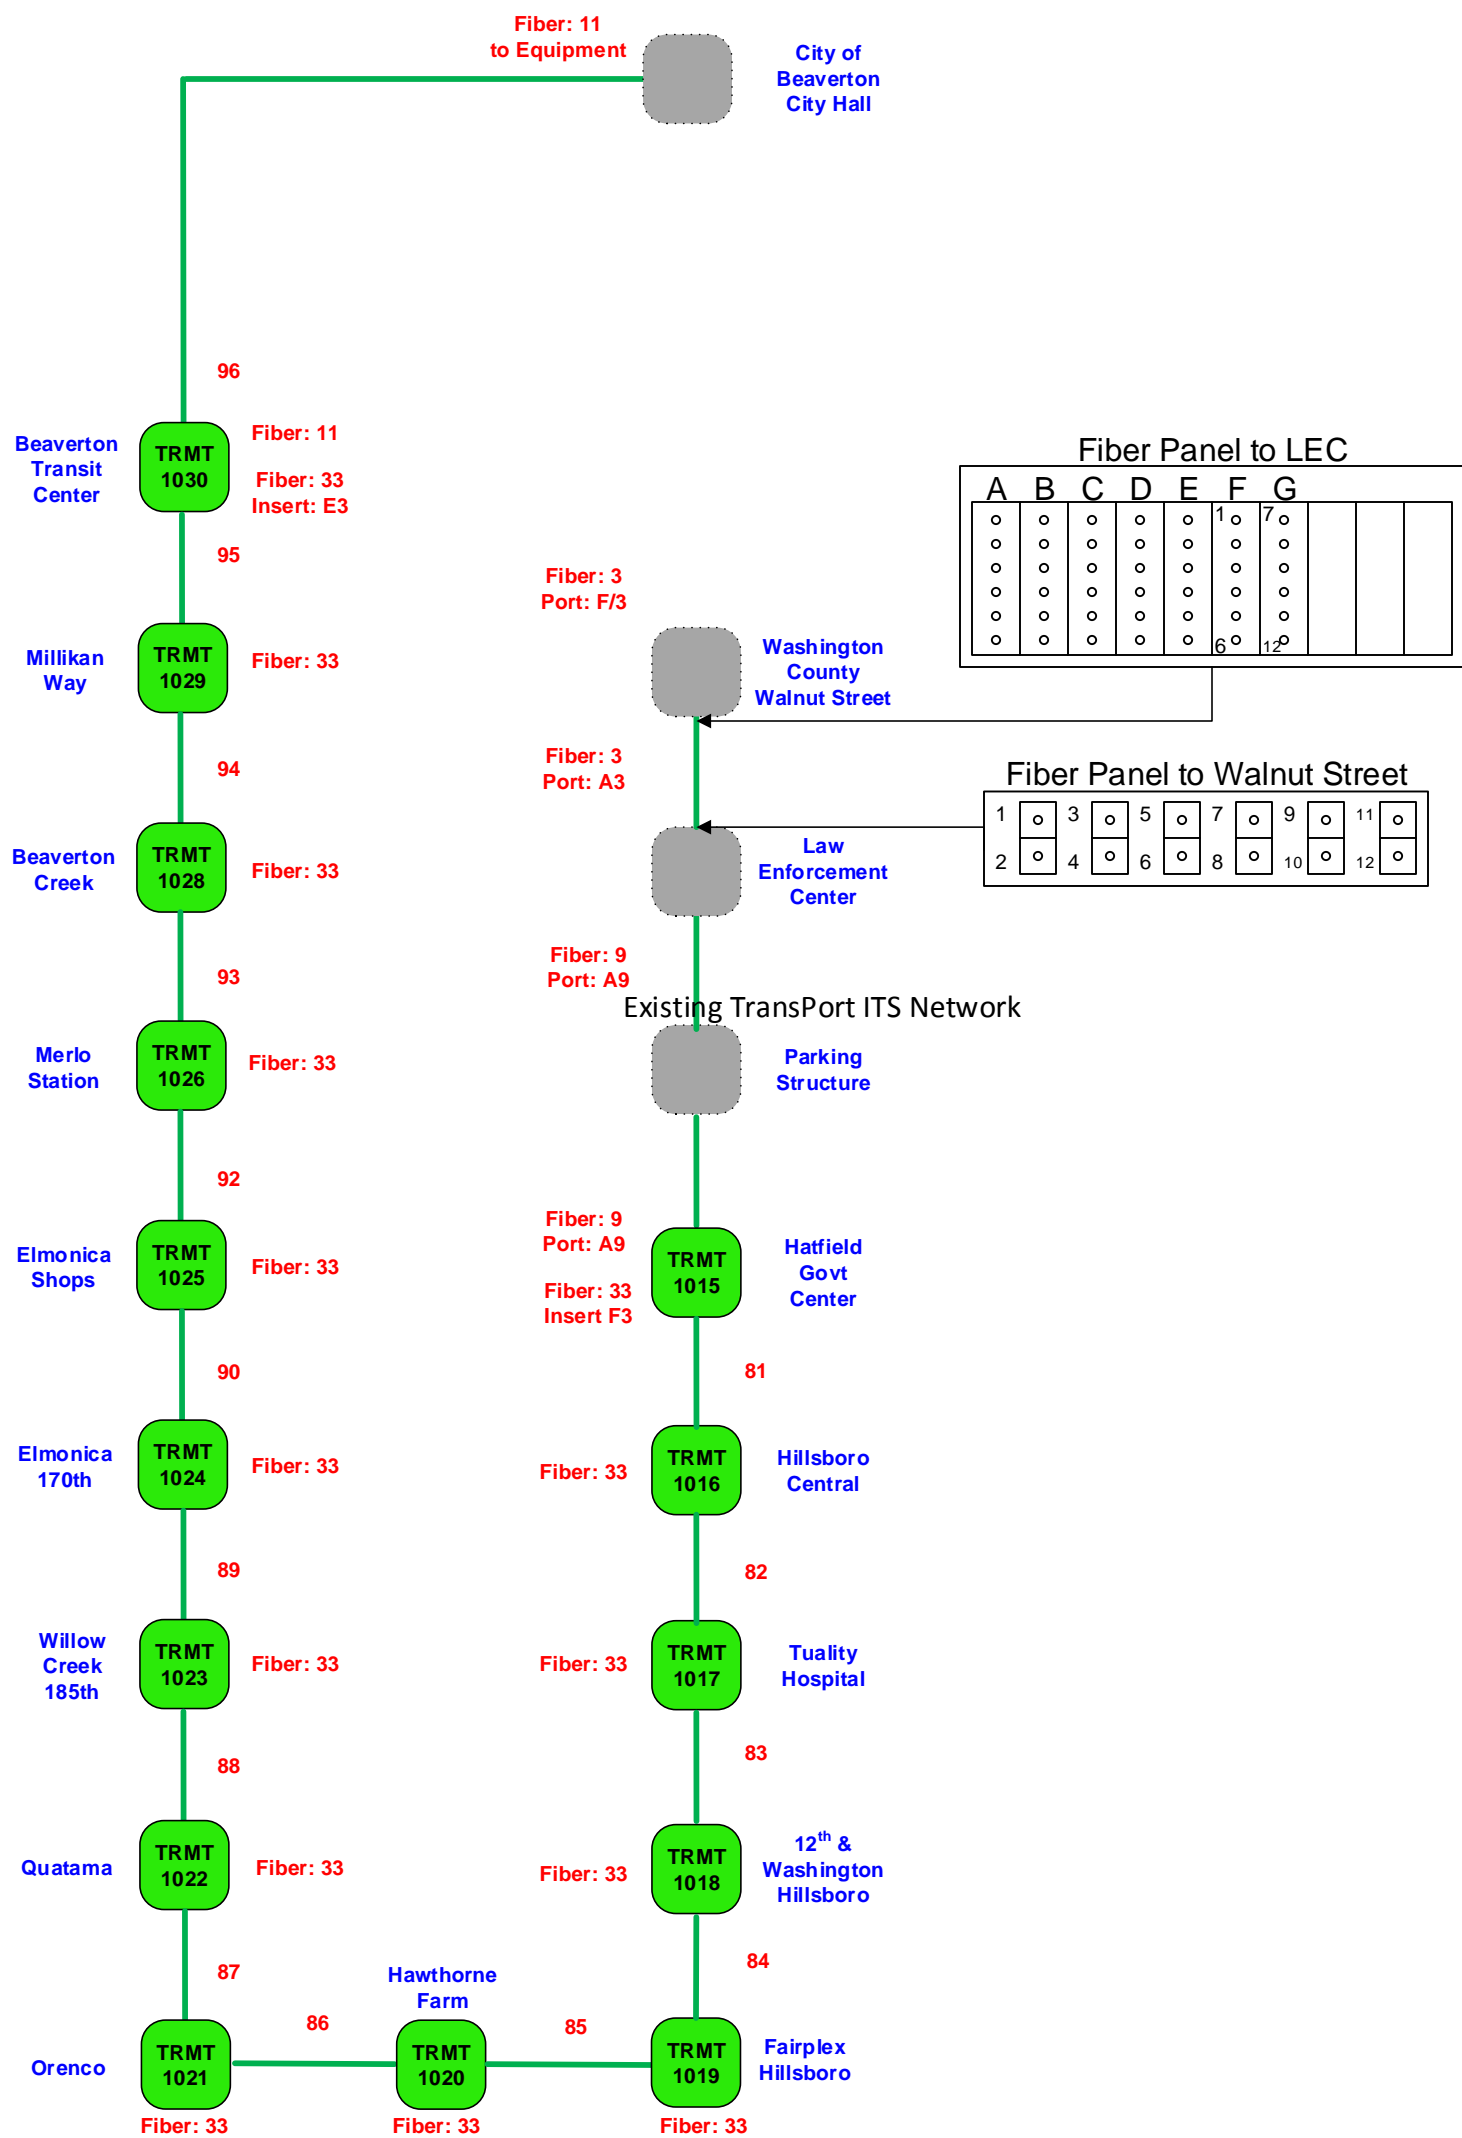 Fiber: 11
to Equipment
City of
Beaverton
City Hall
96
Beaverton
Transit
Center
TRMT
1030
Fiber: 11
Fiber: 33
Insert: E3
95
Millikan
Way
TRMT
1029
Fiber: 33
94
Beaverton
Creek
TRMT
1028
Fiber: 33
93
Merlo
Station
TRMT
1026
Fiber: 33
92
Elmonica
Shops
TRMT
1025
Fiber: 33
90
Elmonica
170th
TRMT
1024
Fiber: 33
89
Willow
Creek
185th
TRMT
1023
Fiber: 33
88
Quatama
TRMT
1022
Fiber: 33
87
Orenco
TRMT
1021
Fiber: 33
86
Hawthorne
Farm
TRMT
1020
Fiber: 33
85
Fiber: 3
Port: F/3
Washington
County
Walnut Street
Fiber: 3
Port: A3
Law
Enforcement
Center
Fiber: 9
Port: A9
Existing TransPort ITS Network
Parking
Structure
Fiber: 9
Port: A9
Fiber: 33
Insert F3
TRMT
1015
Hatfield
Govt
Center
81
Fiber: 33
TRMT
1016
Hillsboro
Central
82
Fiber: 33
TRMT
1017
Tuality
Hospital
83
Fiber: 33
TRMT
1018
12th &
Washington
Hillsboro
84
TRMT
1019
Fairplex
Hillsboro
Fiber: 33
Fiber Panel to LEC
A B C D E F G
1 7
6 12
Fiber Panel to Walnut Street
1 3 5 7 9 11
2 4 6 8 10 12